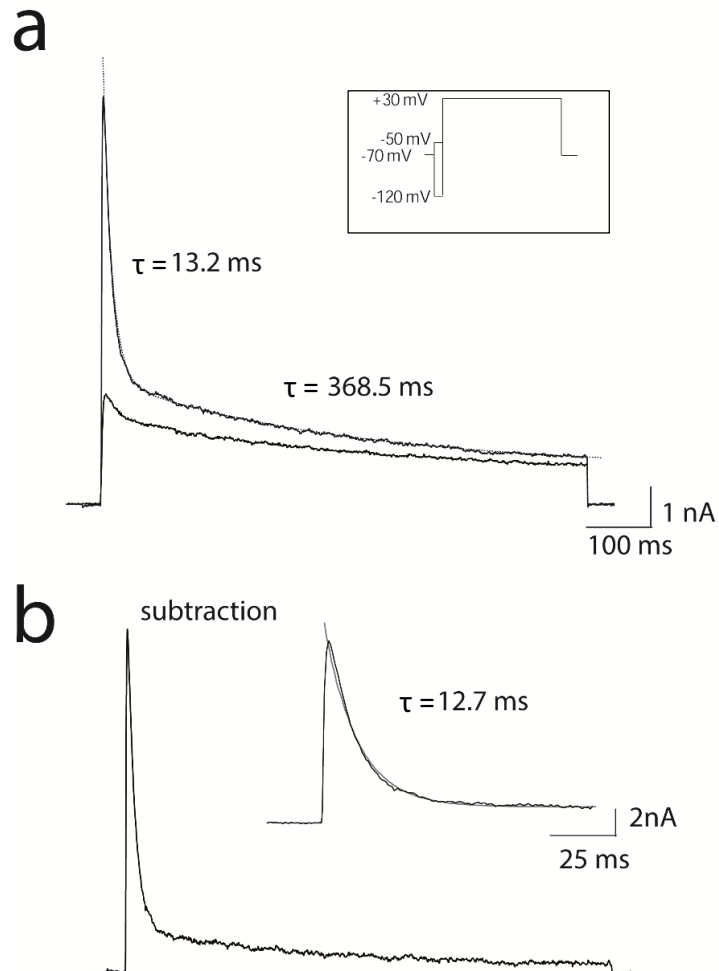 a
+30 mV
-50 mV
-70 mV
-120 mV
τ = 13.2 ms
τ = 368.5 ms
1 nA
100 ms
b
subtraction
τ = 12.7 ms
2nA
25 ms